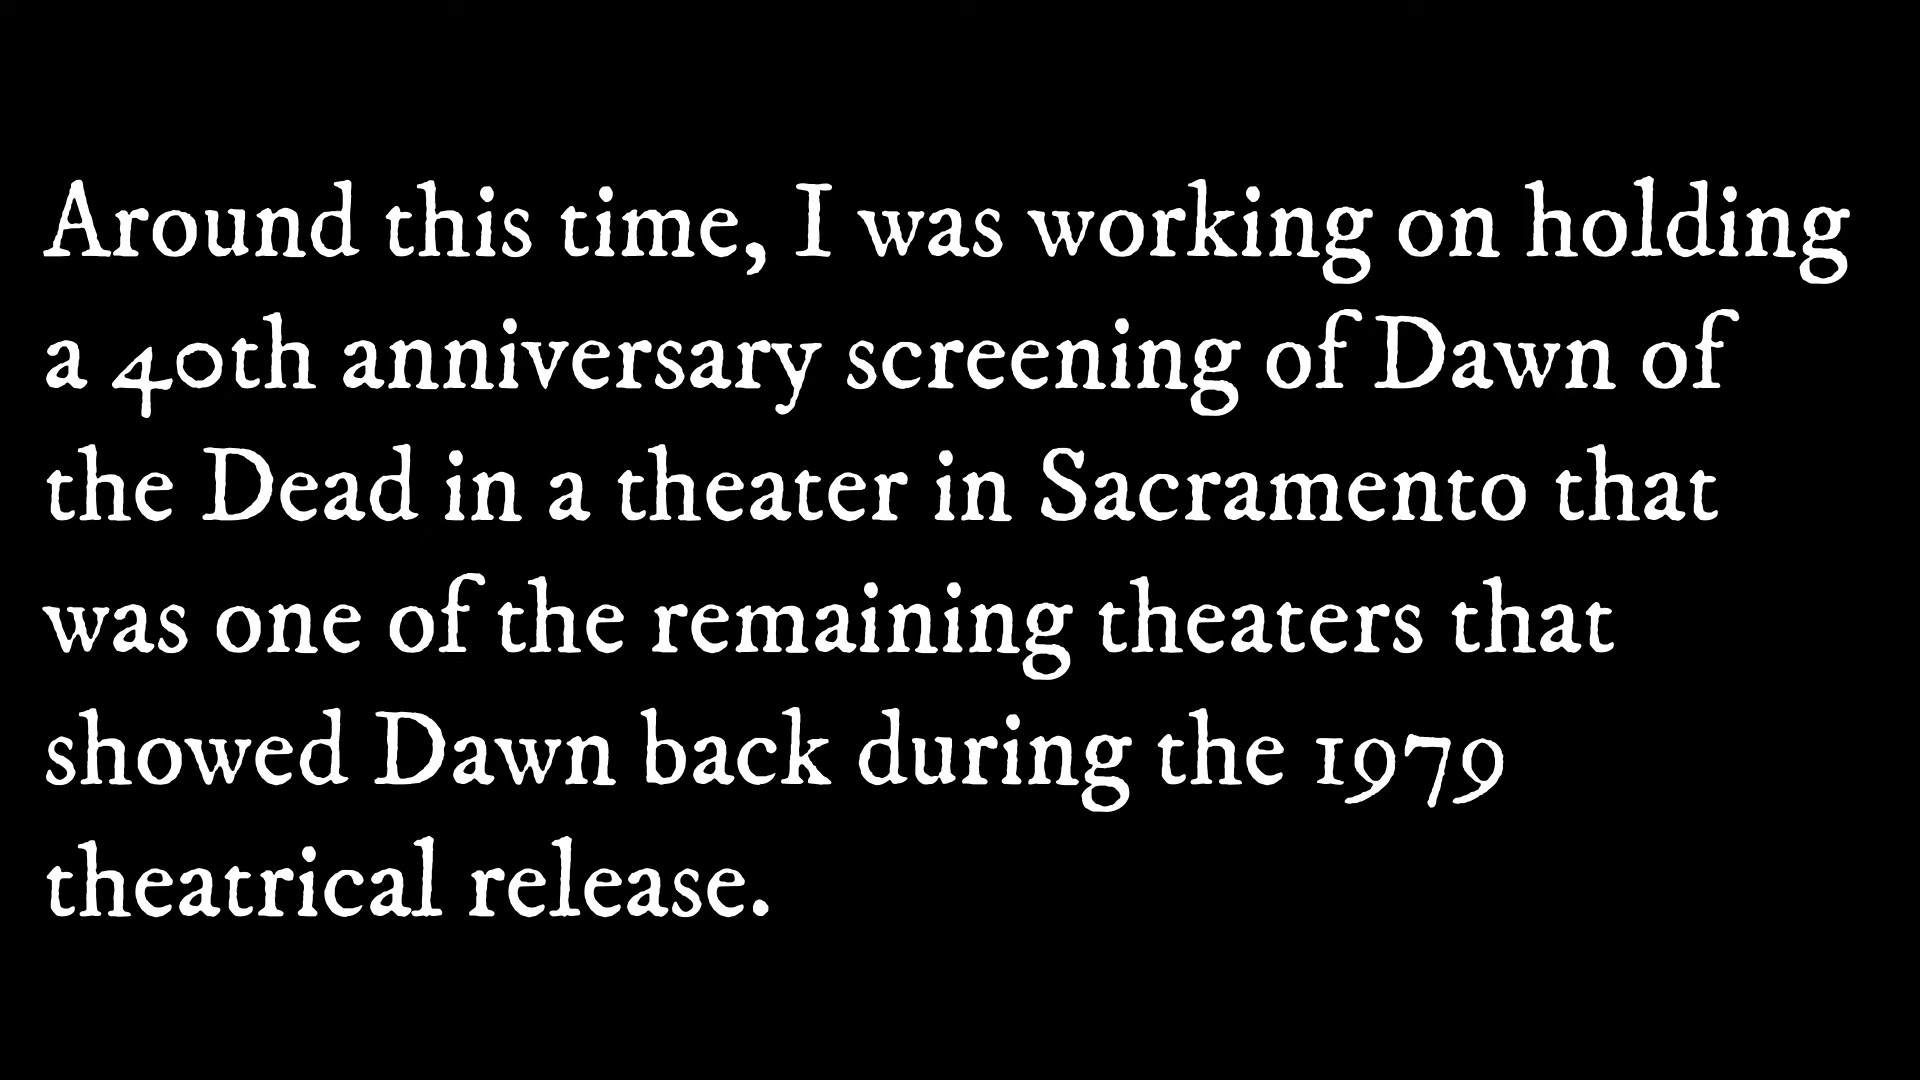 Around this time, I was working on holding
a 40th anniversary screening of Dawn of
the Dead in a theater in Sacramento that
was one of the remaining theaters that
showed Dawn back during the 1979
theatrical release.